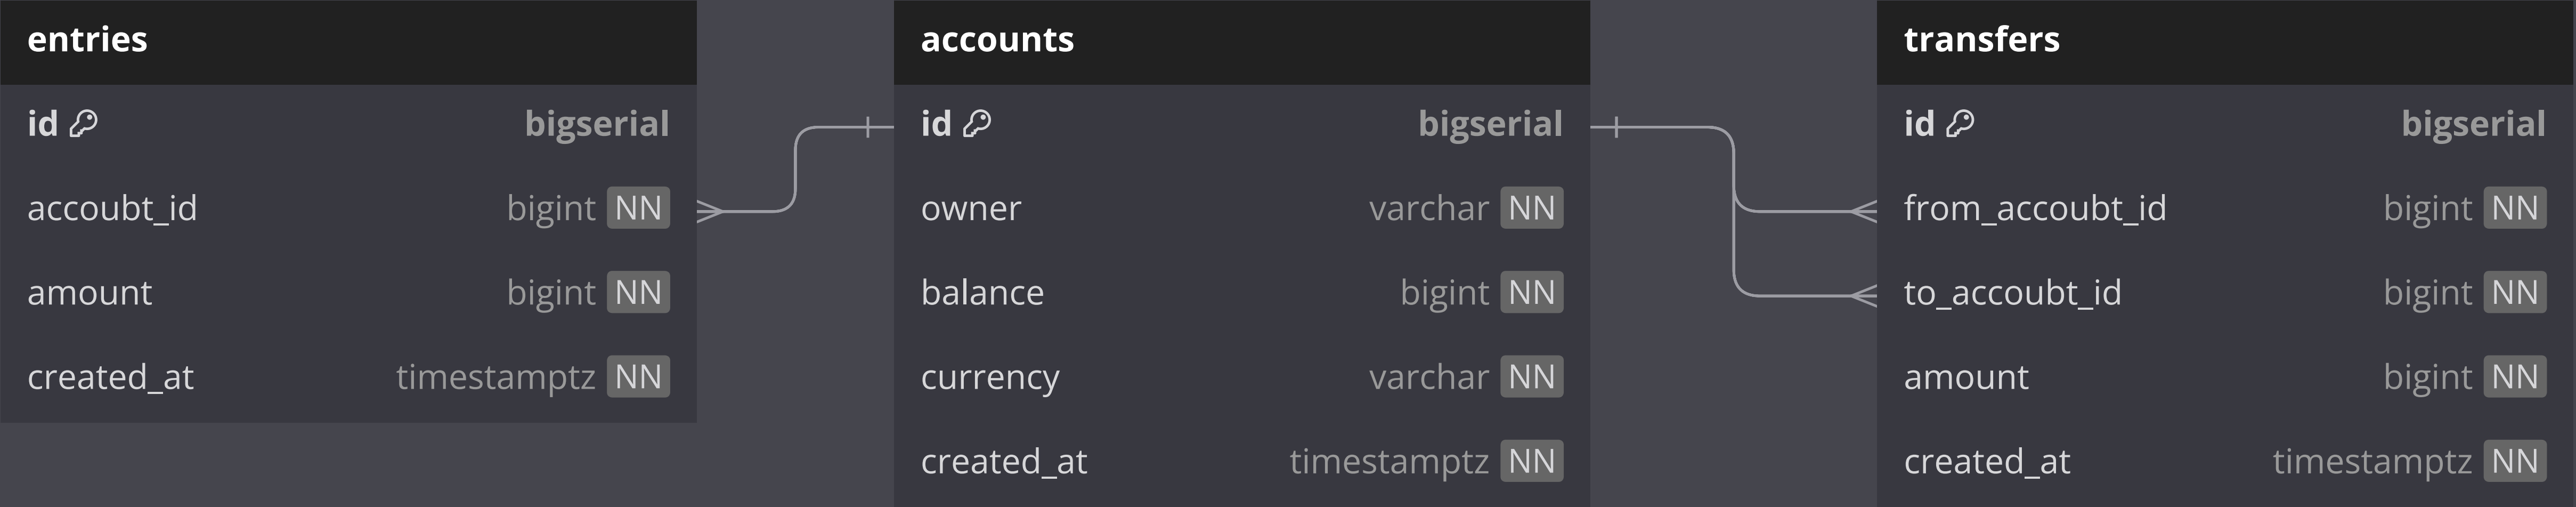 entries
id bigserial
accoubt_id bigint NN
amount bigint NN
created_at timestamptz NN
accounts
id bigserial
owner varchar NN
balance bigint NN
currency varchar NN
created_at timestamptz NN
transfers
id bigserial
from_accoubt_id bigint NN
to_accoubt_id bigint NN
amount bigint NN
created_at timestamptz NN